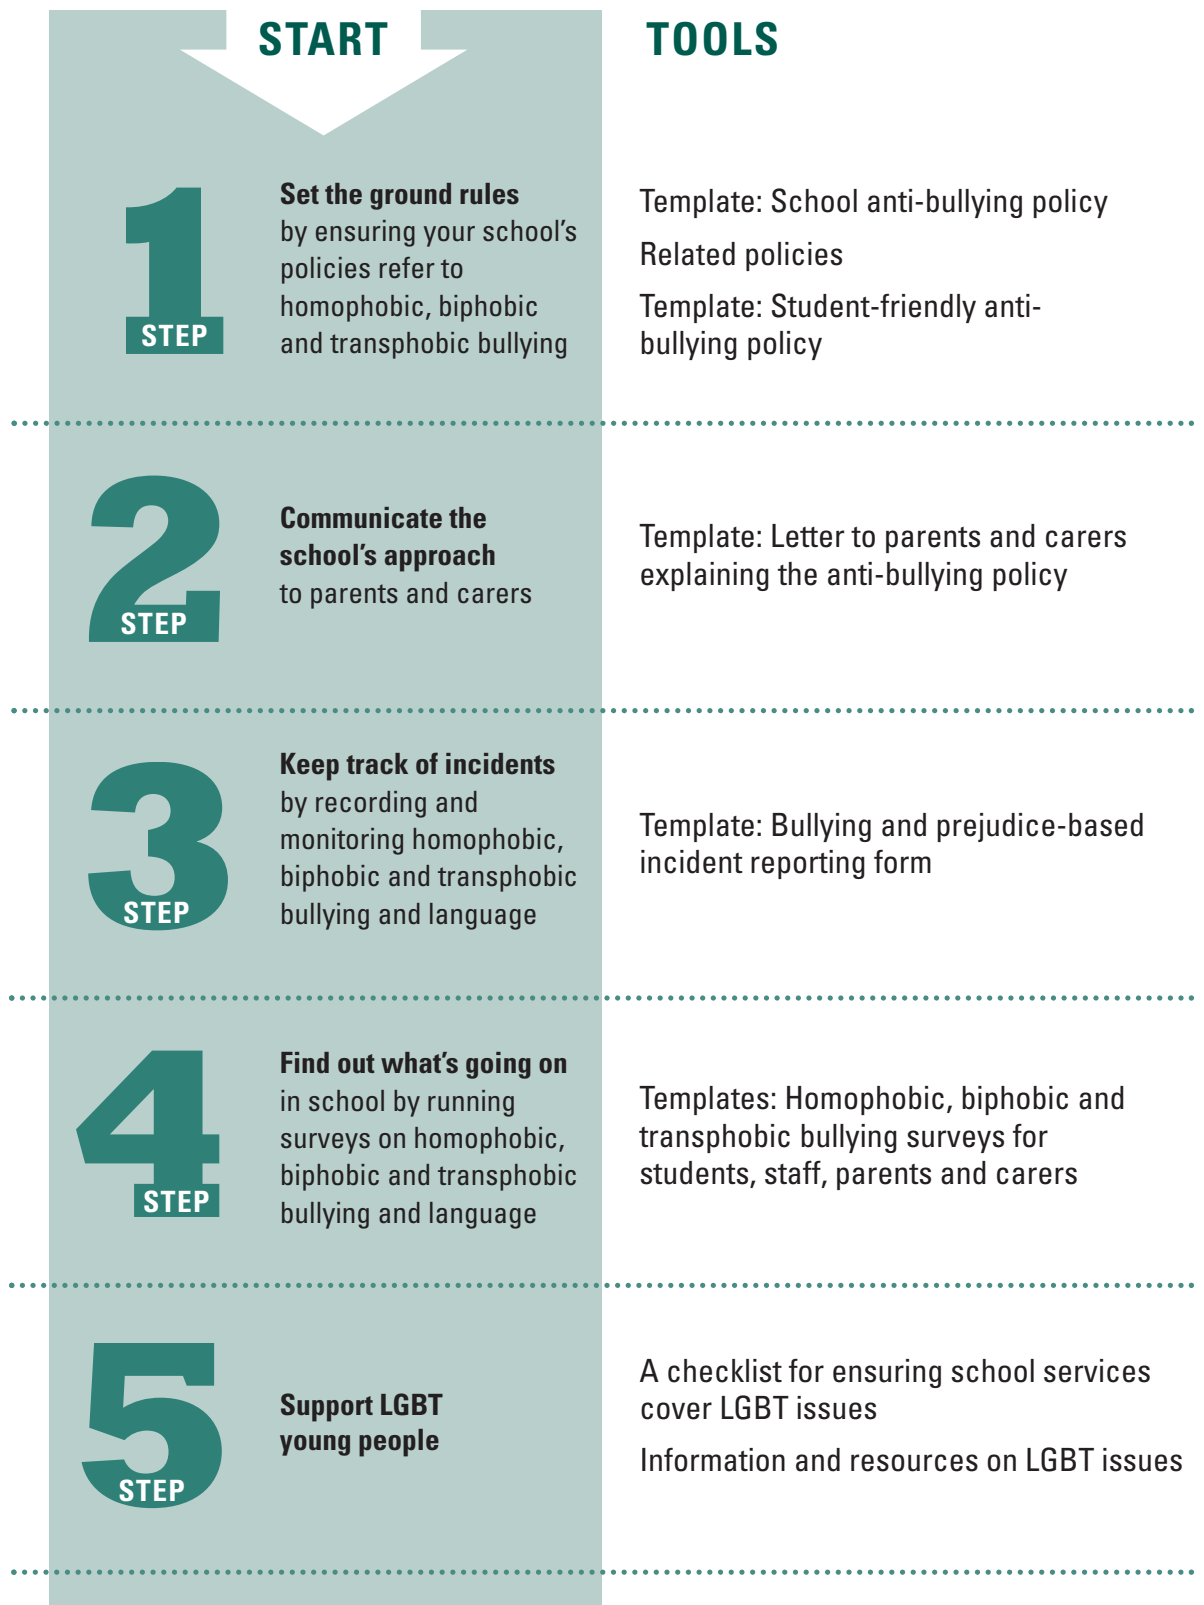 START
TOOLS
1
STEP
Set the ground rules
by ensuring your school’s
policies refer to
homophobic, biphobic
and transphobic bullying
Template: School anti-bullying policy
Related policies
Template: Student-friendly anti-
bullying policy
2
STEP
Communicate the
school’s approach
to parents and carers
Template: Letter to parents and carers
explaining the anti-bullying policy
3
STEP
Keep track of incidents
by recording and
monitoring homophobic,
biphobic and transphobic
bullying and language
Template: Bullying and prejudice-based
incident reporting form
4
STEP
Find out what’s going on
in school by running
surveys on homophobic,
biphobic and transphobic
bullying and language
Templates: Homophobic, biphobic and
transphobic bullying surveys for
students, staff, parents and carers
5
STEP
Support LGBT
young people
A checklist for ensuring school services
cover LGBT issues
Information and resources on LGBT issues